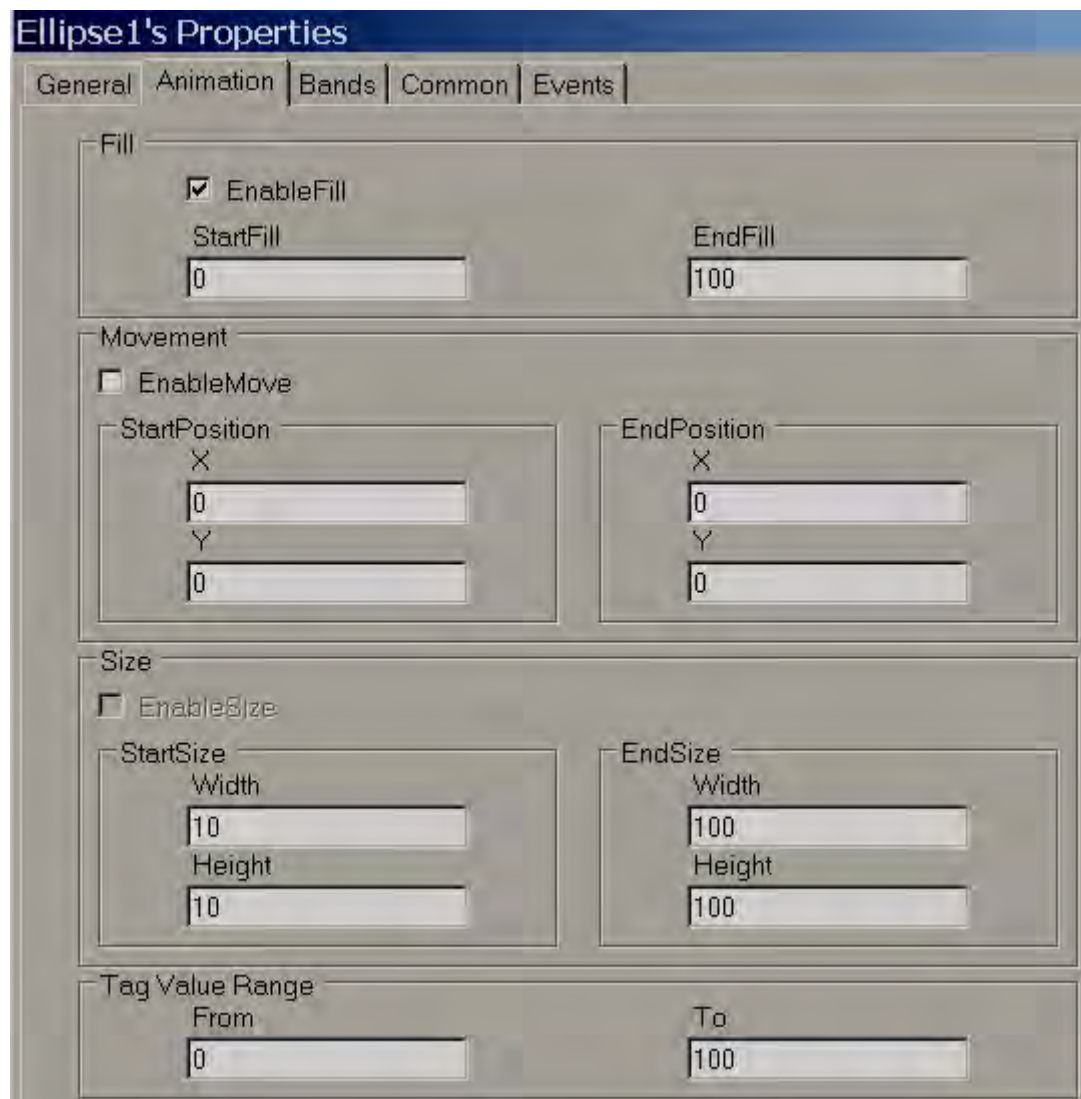 Ellipse1's Properties
General Animation Bands Common Events
Fill
EnableFill
StartFill EndFill
0 100
Movement
EnableMove
StartPosition EndPosition
X X
0 0
Y Y
0 0
Size
EnableSize
StartSize EndSize
Width Width
10 100
Height Height
10 100
Tag Value Range
From To
0 100